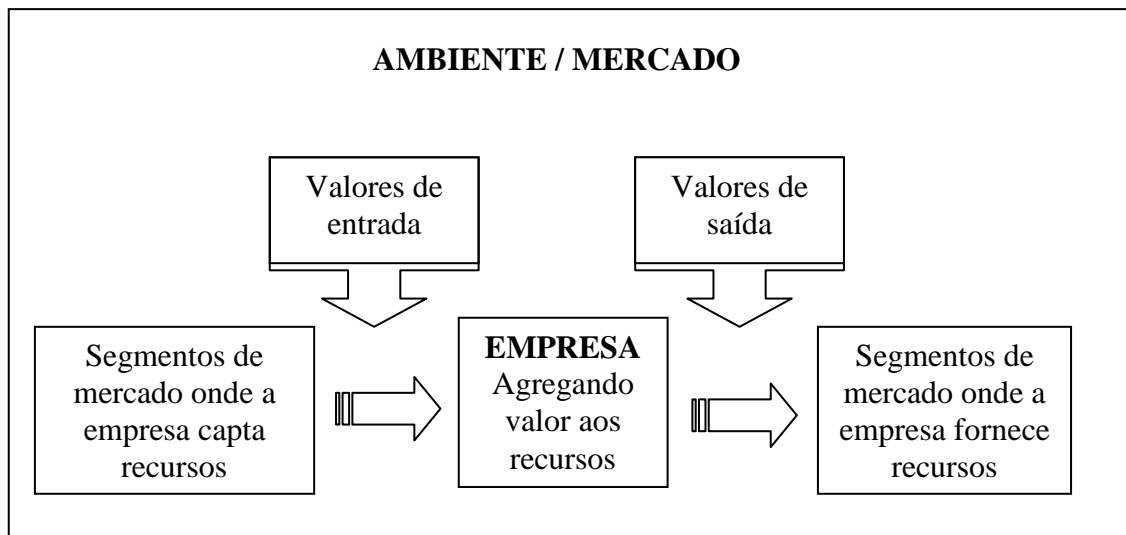 AMBIENTE / MERCADO
Valores de
entrada
Valores de
saída
Segmentos de
mercado onde a
empresa capta
recursos
EMPRESA
Agregando
valor aos
recursos
Segmentos de
mercado onde a
empresa fornece
recursos